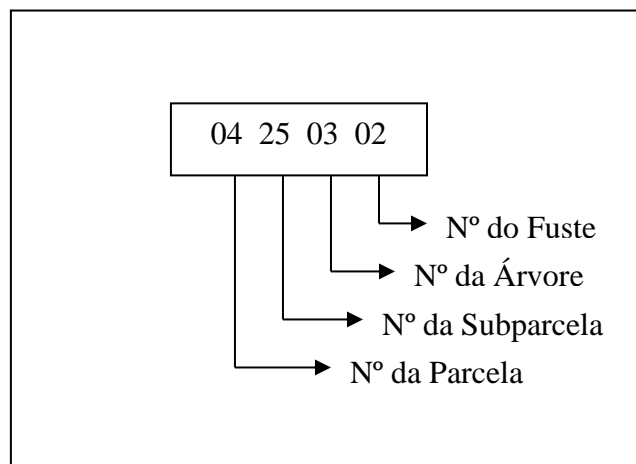 04 25 03 02
Nº do Fuste
Nº da Árvore
Nº da Subparcela
Nº da Parcela